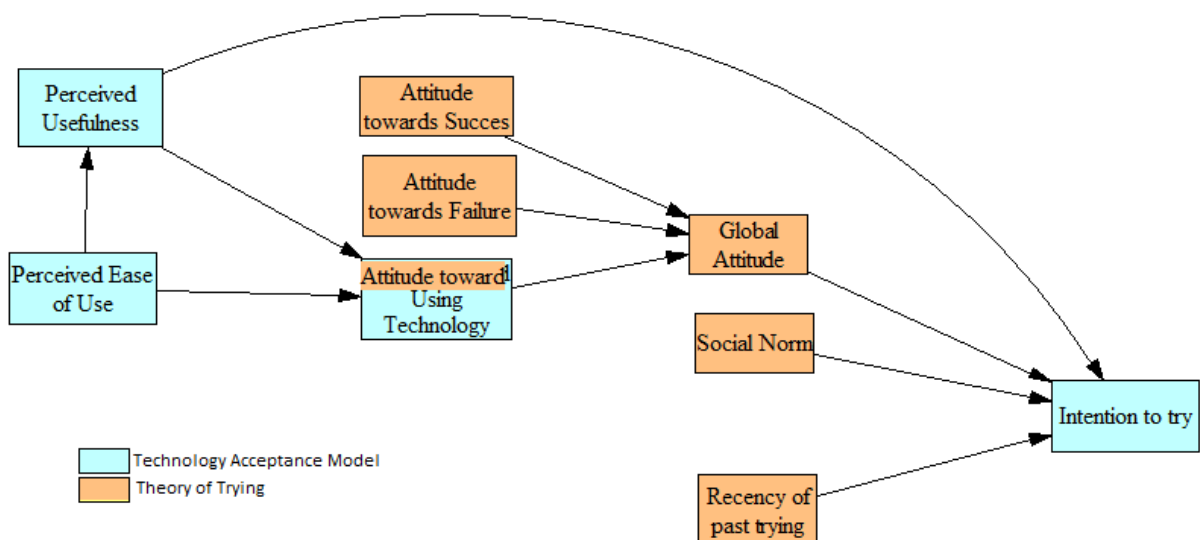 Perceived
Usefulness
Attitude
towards Succes
Attitude
towards Failure
Global
Attitude
Perceived Ease
of Use
Attitude toward1
Using
Technology
Social Norm
Intention to try
Technology Acceptance Model
Theory of Trying
Recency of
past trying